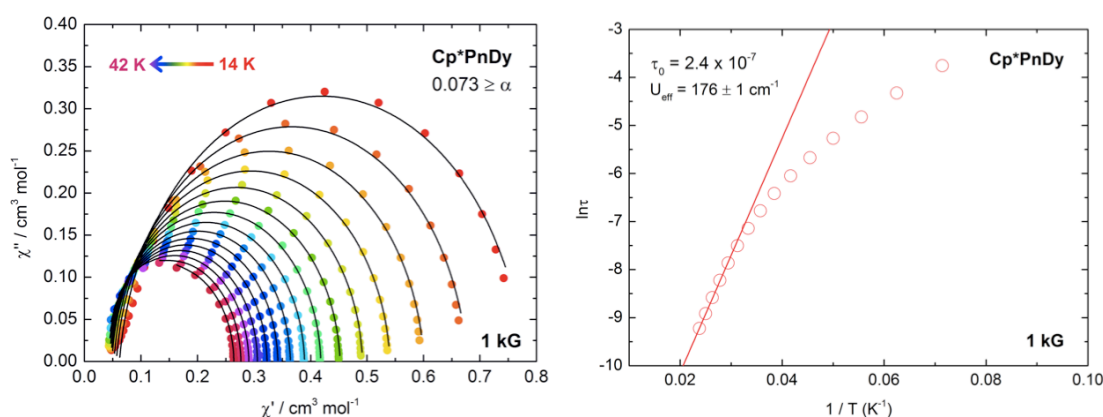 0.40
0.35
0.30
0.25
0.20
0.15
0.10
0.05
0.00
χ'' / cm³ mol⁻¹
42 K 14 K
Cp*PnDy
0.073 ≥ α
1 kG
0.0 0.1 0.2 0.3 0.4 0.5 0.6 0.7 0.8
χ' / cm³ mol⁻¹
-3
-4
-5
-6
-7
-8
-9
-10
lnτ
τ₀ = 2.4 x 10⁻⁷
U_eff = 176 ± 1 cm⁻¹
Cp*PnDy
1 kG
0.02 0.04 0.06 0.08 0.10
1 / T (K⁻¹)